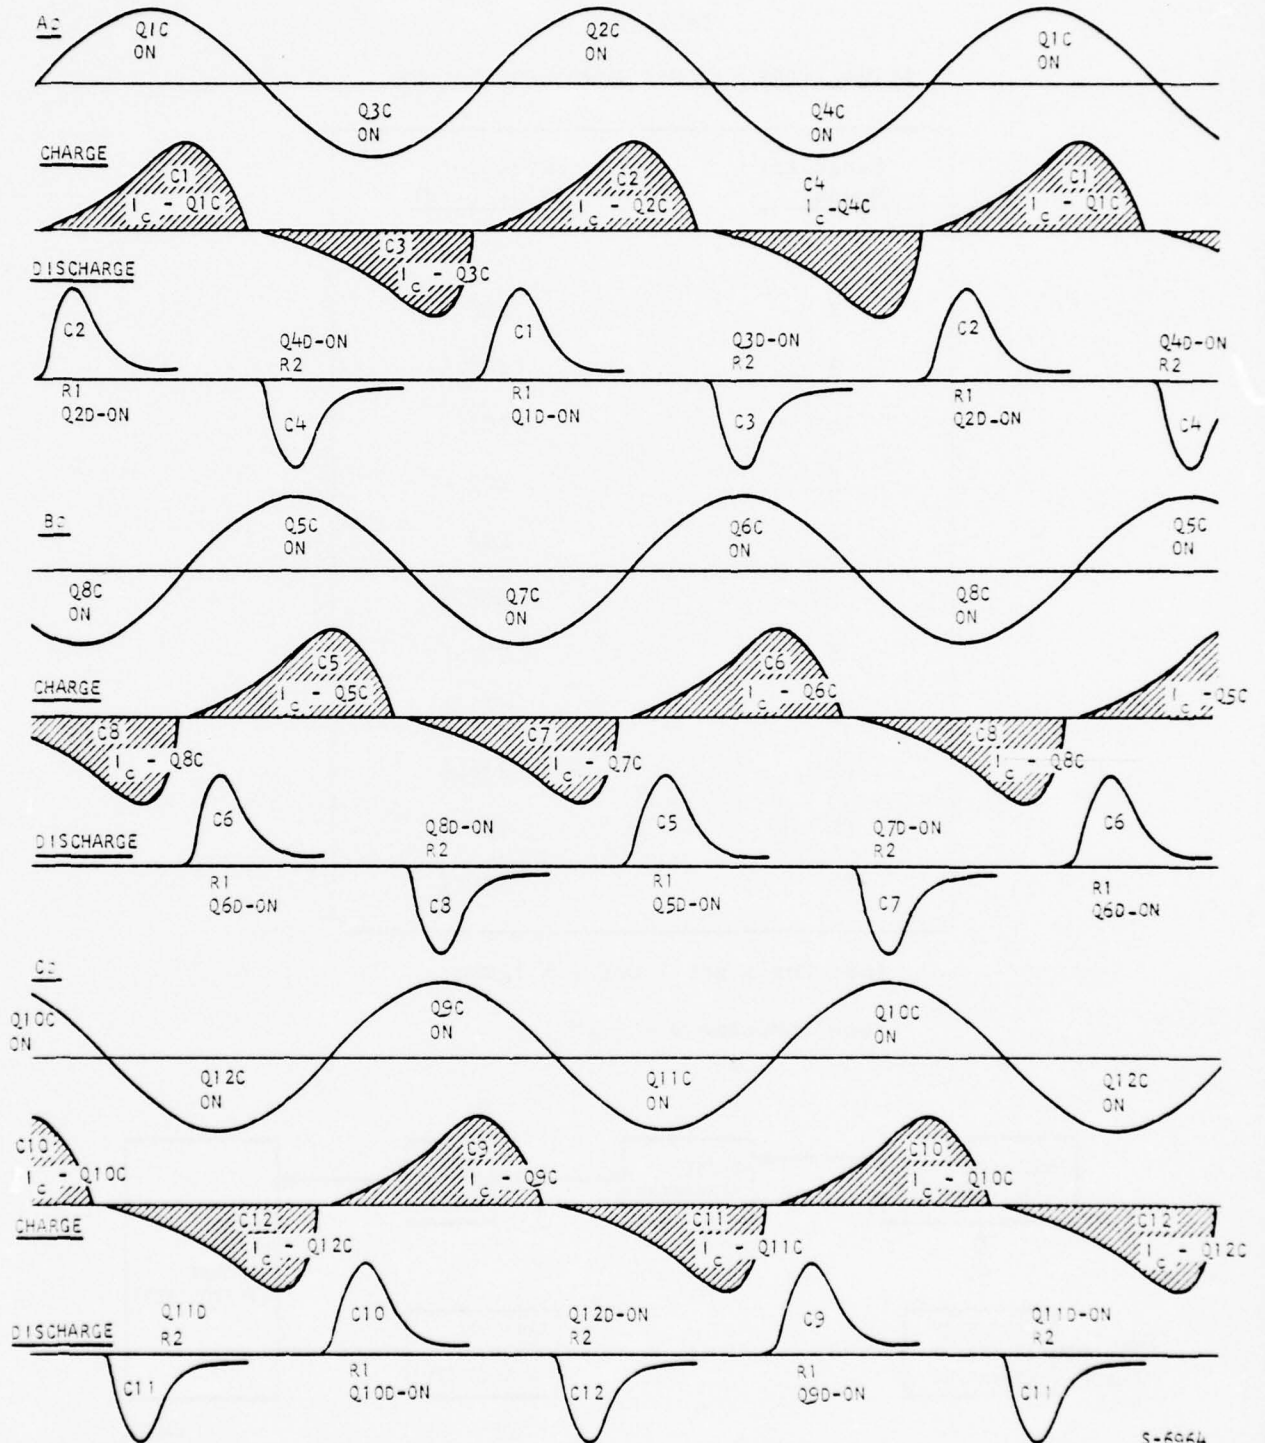 Aø
Q1C
ON
Q2C
ON
Q1C
ON
Q3C
ON
Q4C
ON
CHARGE
C1
Ic - Q1C
C2
Ic - Q2C
C4
Ic-Q4C
C1
Ic - Q1C
C3
Ic - Q3C
DISCHARGE
C2
Q4D-ON
R2
C1
Q3D-ON
R2
C2
Q4D-ON
R2
R1
Q2D-ON
C4
R1
Q1D-ON
C3
R1
Q2D-ON
C4
Bø
Q5C
ON
Q6C
ON
Q5C
ON
Q8C
ON
Q7C
ON
Q8C
ON
CHARGE
C5
Ic - Q5C
C6
Ic - Q6C
Ic - Q5C
C8
Ic - Q8C
C7
Ic - Q7C
C8
Ic - Q8C
DISCHARGE
C6
Q8D-ON
R2
C5
Q7D-ON
R2
C6
R1
Q6D-ON
C8
R1
Q5D-ON
C7
R1
Q6D-ON
Cø
Q10C
ON
Q9C
ON
Q10C
ON
Q12C
ON
Q11C
ON
Q12C
ON
C10
Ic - Q10C
C9
Ic - Q9C
C10
Ic - Q10C
CHARGE
C12
Ic - Q12C
C11
Ic - Q11C
C12
Ic - Q12C
DISCHARGE
Q11D
R2
C10
Q12D-ON
R2
C9
Q11D-ON
R2
C11
R1
Q10D-ON
C12
R1
Q9D-ON
C11
S-6964